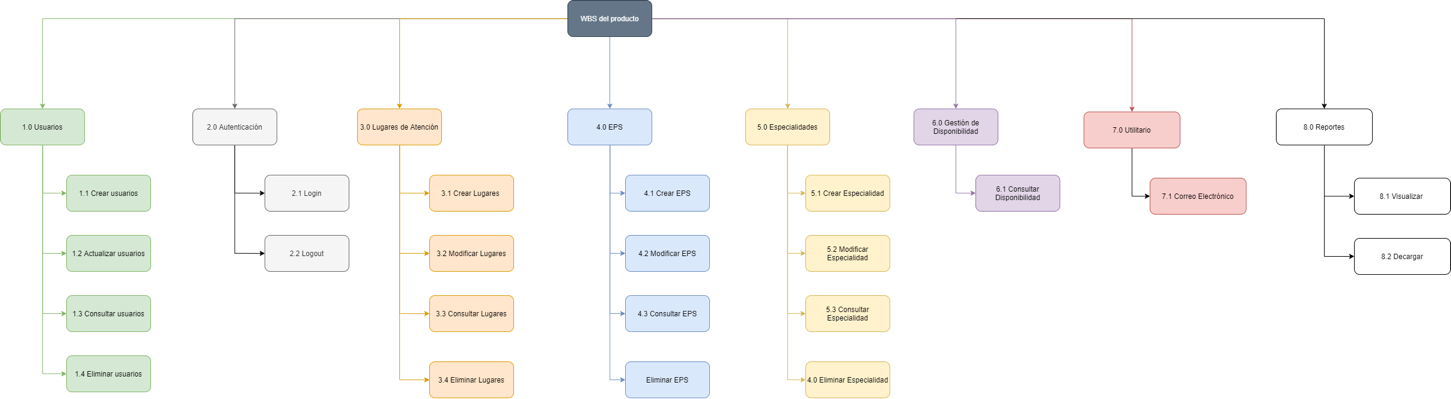 WBS del producto
1.0 Usuarios
2.0 Autenticación
3.0 Lugares de Atención
4.0 EPS
5.0 Especialidades
6.0 Gestión de
Disponibilidad
7.0 Utilitario
8.0 Reportes
1.1 Crear usuarios
1.2 Actualizar usuarios
1.3 Consultar usuarios
1.4 Eliminar usuarios
2.1 Login
2.2 Logout
3.1 Crear Lugares
3.2 Modificar Lugares
3.3 Consultar Lugares
3.4 Eliminar Lugares
4.1 Crear EPS
4.2 Modificar EPS
4.3 Consultar EPS
Eliminar EPS
5.1 Crear Especialidad
5.2 Modificar
Especialidad
5.3 Consultar
Especialidad
4.0 Eliminar Especialidad
6.1 Consultar
Disponibilidad
7.1 Correo Electrónico
8.1 Visualizar
8.2 Decargar